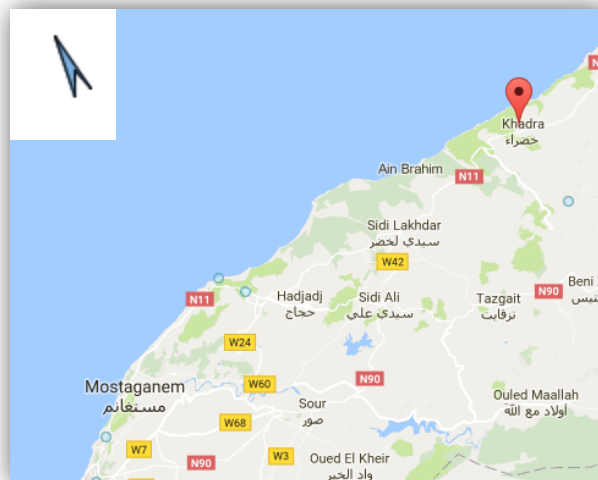 N
Khadra
خضراء
Ain Brahim
N11
Sidi Lakhdar
سيدي لخضر
W42
N11
Hadjadj
حجاج
Sidi Ali
سيدي علي
Tazgait
تزقايت
N90
Beni
W24
Mostaganem
مستغانم
W60
N90
Ouled Maallah
أولاد مع الله
Sour
صور
W68
W7
N90
W3
Oued El Kheir
واد الخير